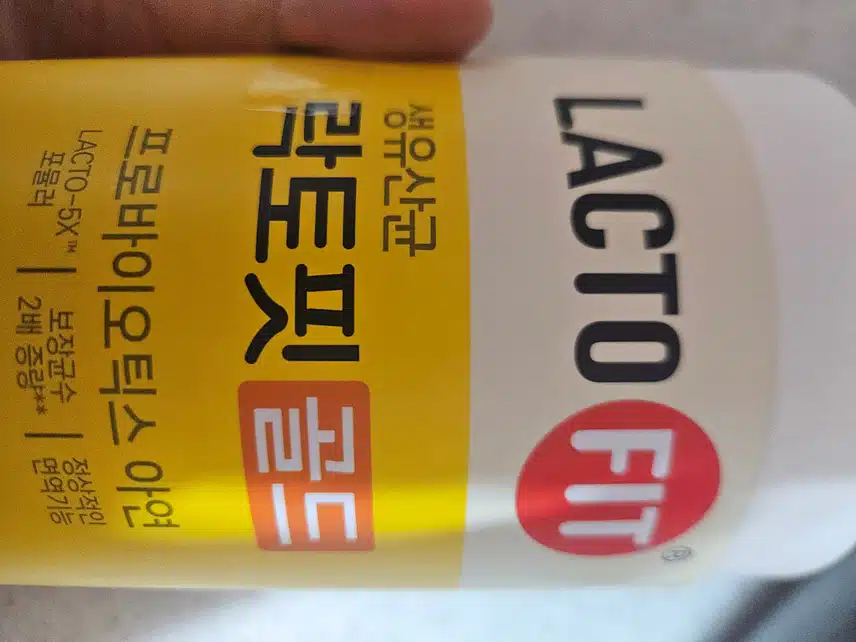 LACTO
FIT®
생유산균
락토핏
골드
프로바이오틱스 아연
LACTO-5X™
포뮬러
보장균수
2배 증량**
정상적인
면역기능